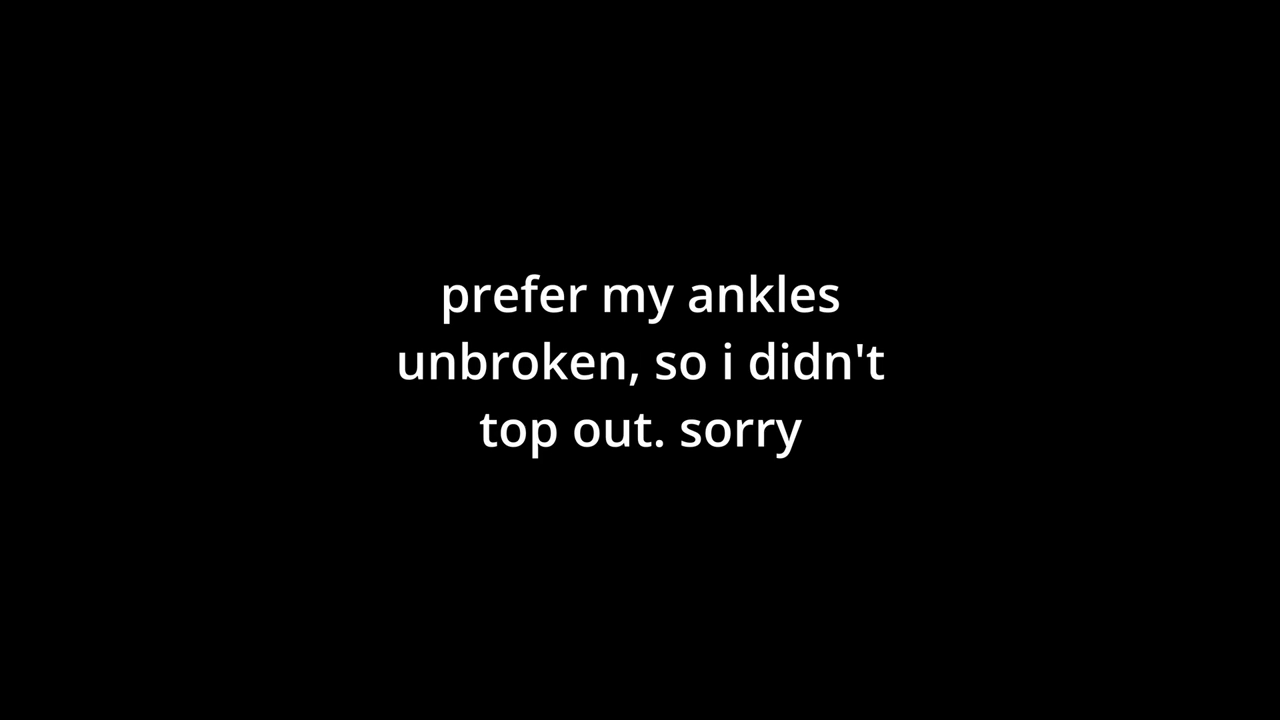 prefer my ankles
unbroken, so i didn't
top out. sorry